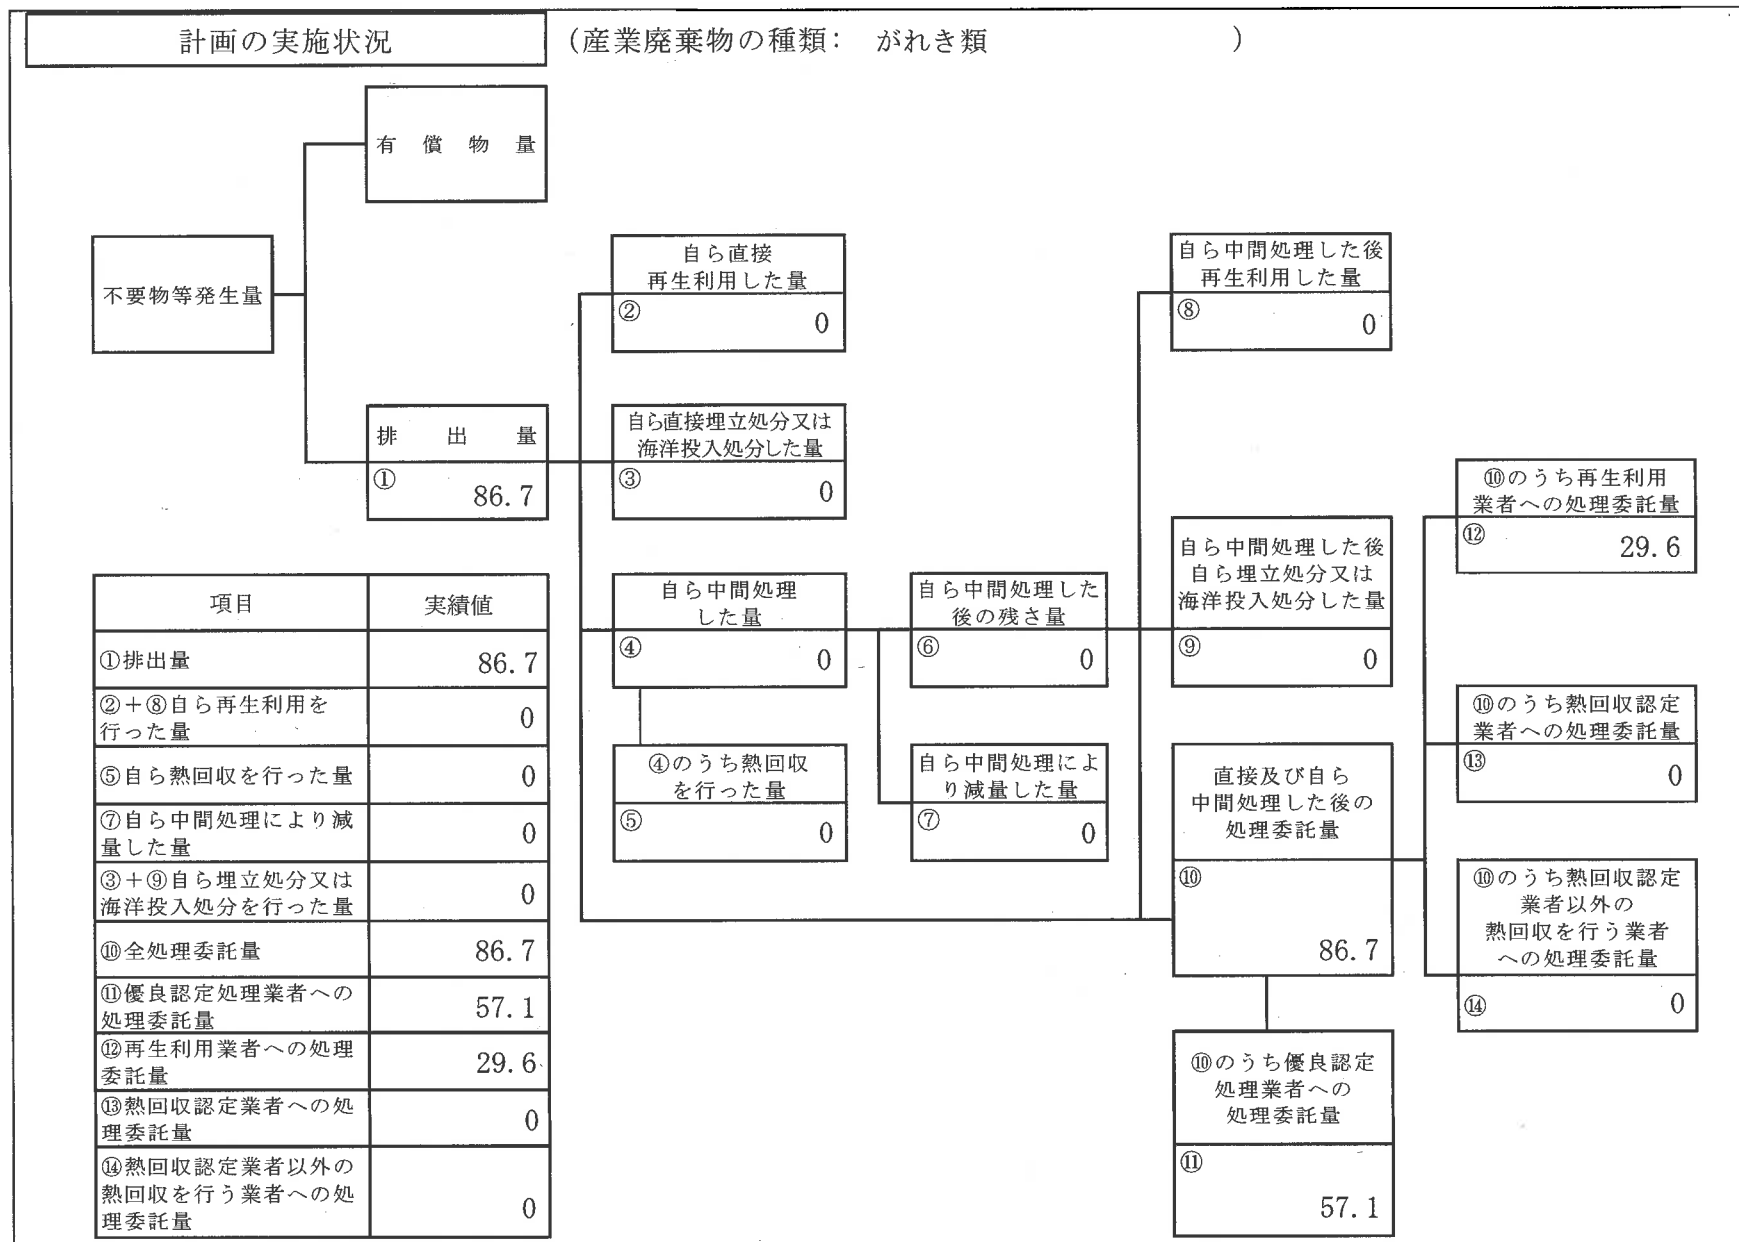 計画の実施状況
(産業廃棄物の種類： がれき類 )
有償物量
不要物等発生量
排出量
①
86.7
自ら直接
再生利用した量
②
0
自ら直接埋立処分又は
海洋投入処分した量
③
0
自ら中間処理
した量
④
0
④のうち熱回収
を行った量
⑤
0
自ら中間処理した
後の残さ量
⑥
0
自ら中間処理によ
り減量した量
⑦
0
自ら中間処理した後
再生利用した量
⑧
0
自ら中間処理した後
自ら埋立処分又は
海洋投入処分した量
⑨
0
直接及び自ら
中間処理した後の
処理委託量
⑩
86.7
⑩のうち優良認定
処理業者への
処理委託量
⑪
57.1
⑩のうち再生利用
業者への処理委託量
⑫
29.6
⑩のうち熱回収認定
業者への処理委託量
⑬
0
⑩のうち熱回収認定
業者以外の
熱回収を行う業者
への処理委託量
⑭
0
項目 実績値
①排出量 86.7
②＋⑧自ら再生利用を
行った量 0
⑤自ら熱回収を行った量 0
⑦自ら中間処理により減
量した量 0
③＋⑨自ら埋立処分又は
海洋投入処分を行った量 0
⑩全処理委託量 86.7
⑪優良認定処理業者への
処理委託量 57.1
⑫再生利用業者への処理
委託量 29.6
⑬熱回収認定業者への処
理委託量 0
⑭熱回収認定業者以外の
熱回収を行う業者への処
理委託量 0